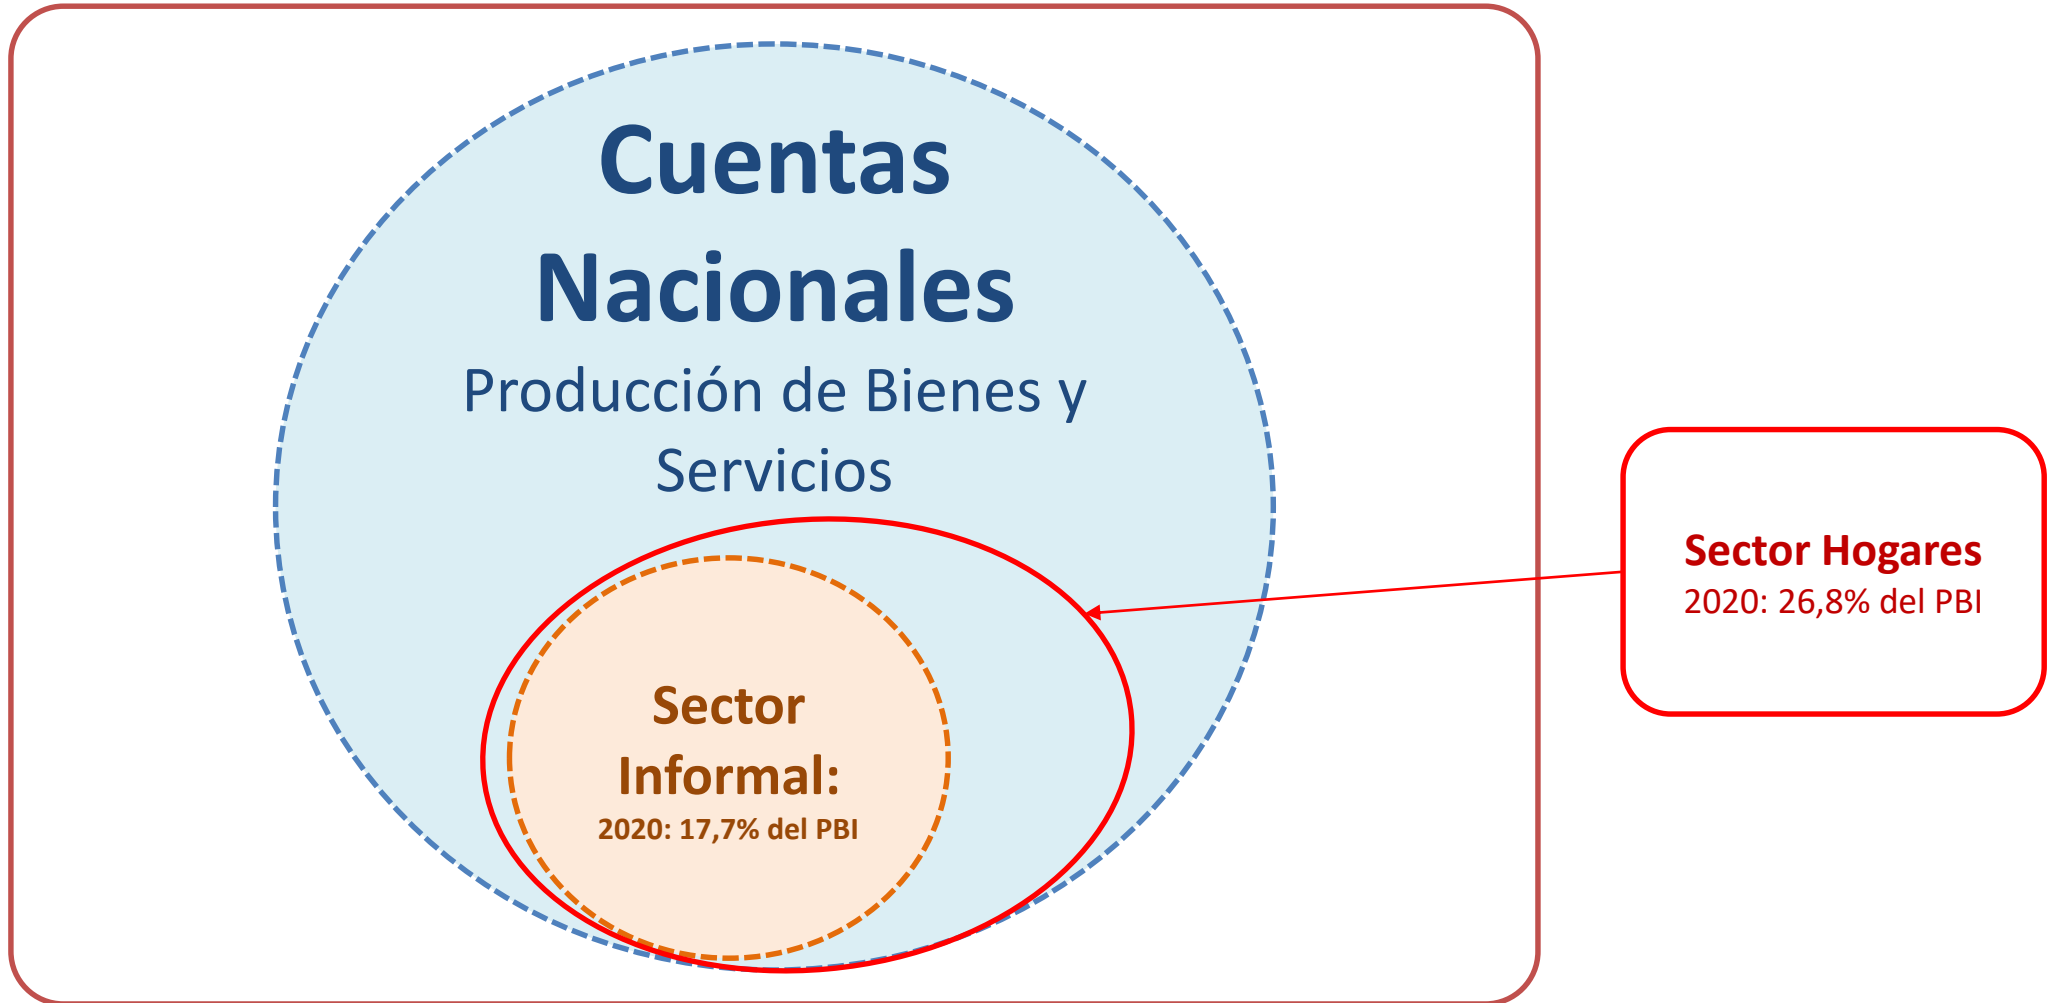 Cuentas
Nacionales
Producción de Bienes y
Servicios
Sector
Informal:
2020: 17,7% del PBI
Sector Hogares
2020: 26,8% del PBI